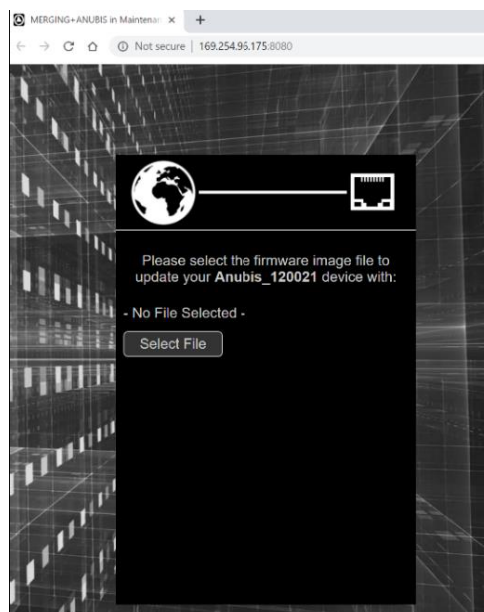 MERGING+ANUBIS in Maintenan
Not secure | 169.254.95.175:8080
Please select the firmware image file to
update your Anubis_120021 device with:
- No File Selected -
Select File